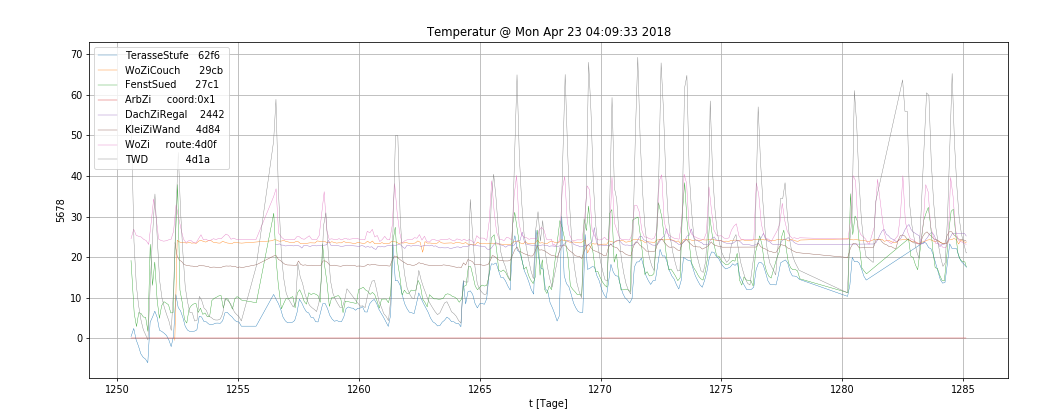 Temperatur @ Mon Apr 23 04:09:33 2018
70
60
50
40
30
20
10
0
5678
TerasseStufe 62f6
WoZiCouch 29cb
FenstSued 27c1
ArbZi coord:0x1
DachZiRegal 2442
KleiZiWand 4d84
WoZi route:4d0f
TWD 4d1a
1250 1255 1260 1265 1270 1275 1280 1285
t [Tage]